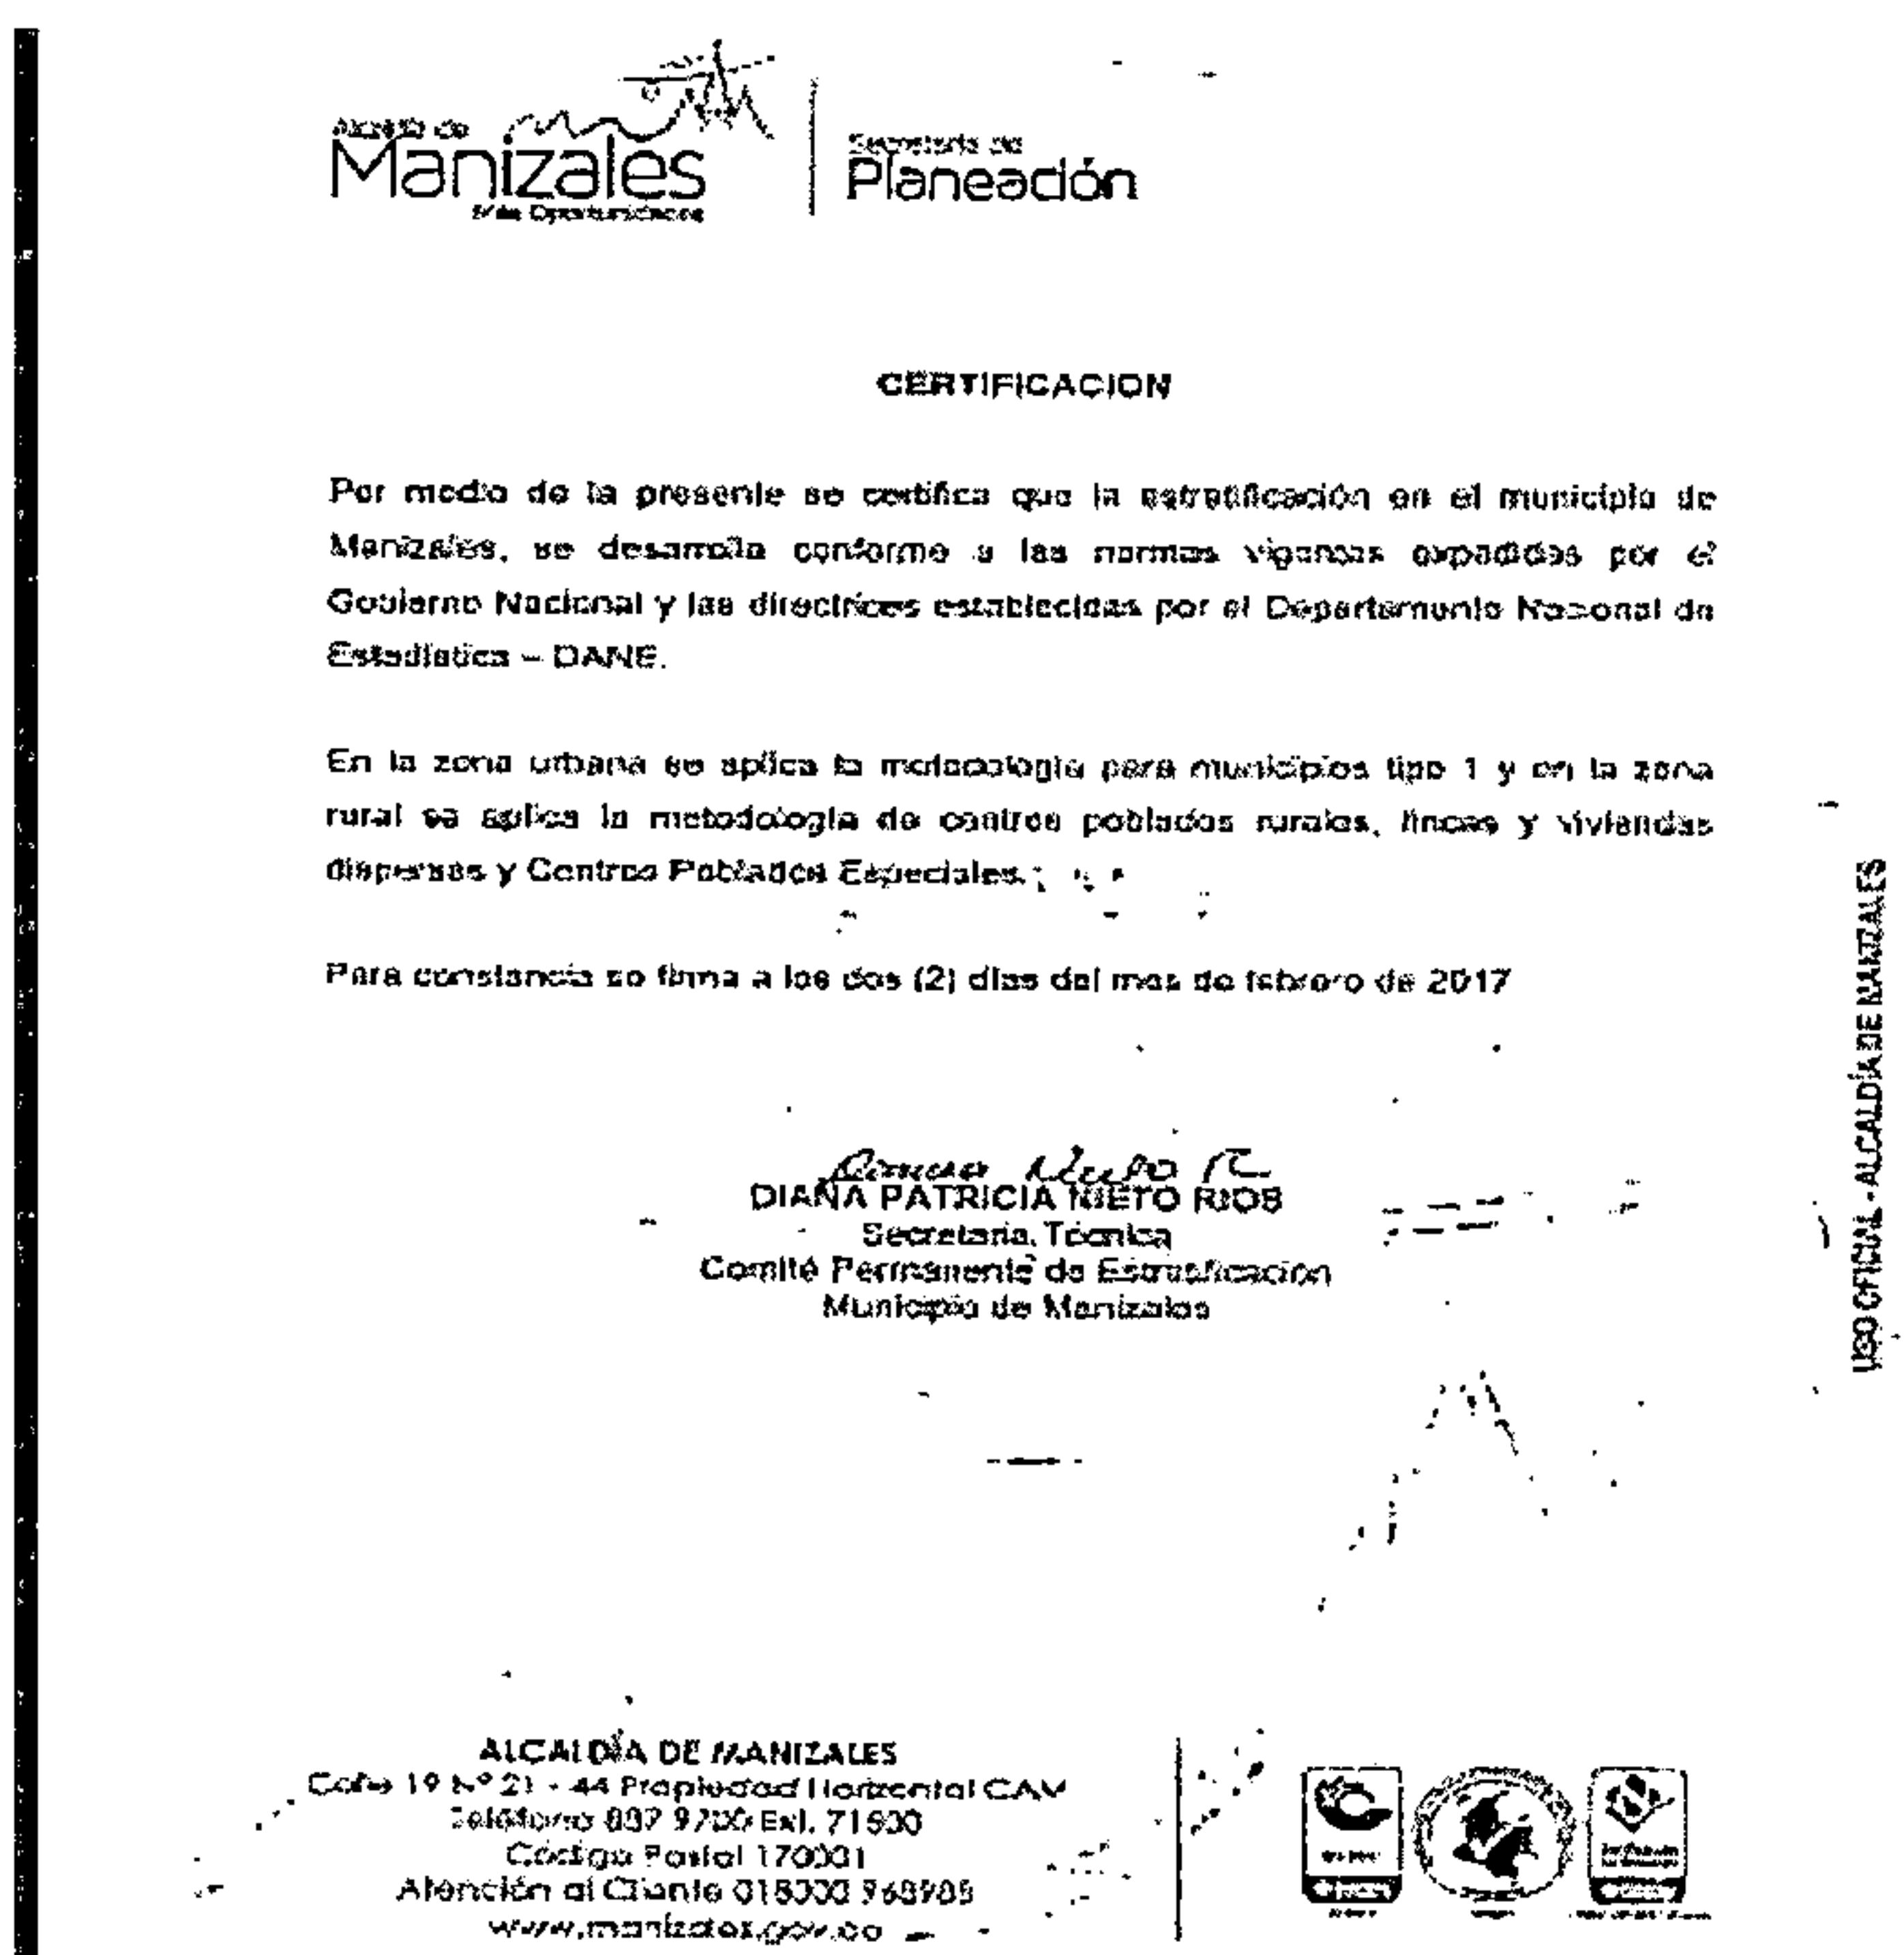 Alcaldía de
Manizales
Más Oportunidades
Secretaría de
Planeación
CERTIFICACION
Por medio de la presente se certifica que la estratificación en el municipio de
Manizales, se desarrolla conforme a las normas vigentes expedidas por el
Gobierno Nacional y las directrices establecidas por el Departamento Nacional de
Estadística – DANE.
En la zona urbana se aplica la metodología para municipios tipo 1 y en la zona
rural se aplica la metodología de centros poblados rurales, fincas y viviendas
dispersas y Centros Poblados Especiales.
Para constancia se firma a los dos (2) días del mes de febrero de 2017
DIANA PATRICIA NIETO RIOS
Secretaria Técnica
Comité Permanente de Estratificación
Municipio de Manizales
USO OFICIAL - ALCALDÍA DE MANIZALES
ALCALDÍA DE MANIZALES
Calle 19 Nº 21 - 44 Propiedad Horizontal CAM
Teléfono 887 9700 Ext. 71500
Código Postal 170001
Atención al Cliente 018000 968988
www.manizales.gov.co